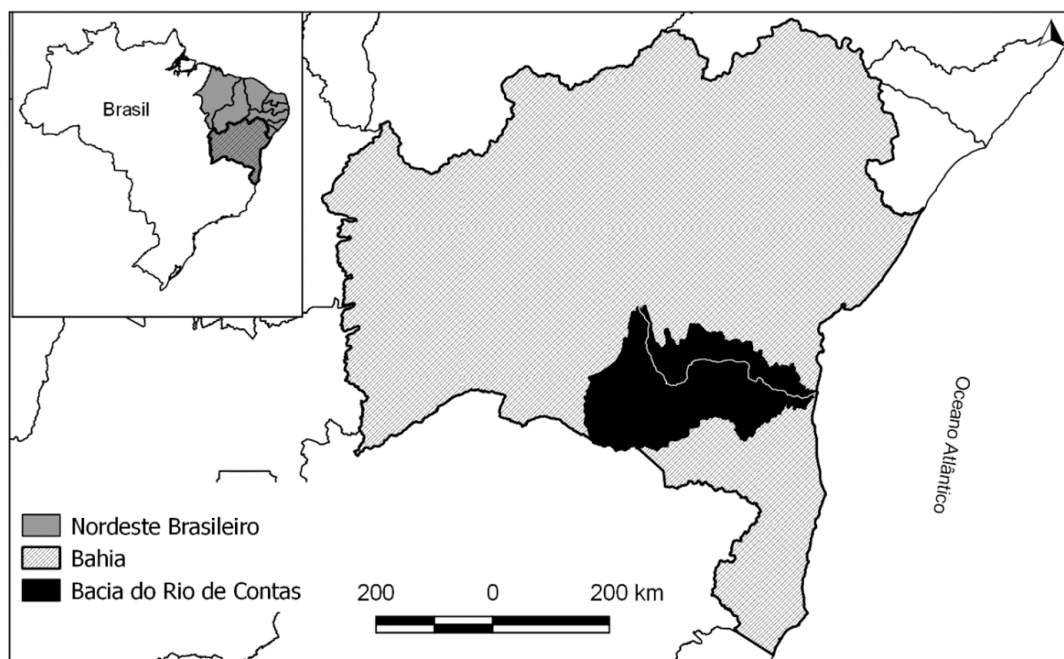 Brasil
Oceano Atlântico
Nordeste Brasileiro
Bahia
Bacia do Rio de Contas
200 0 200 km